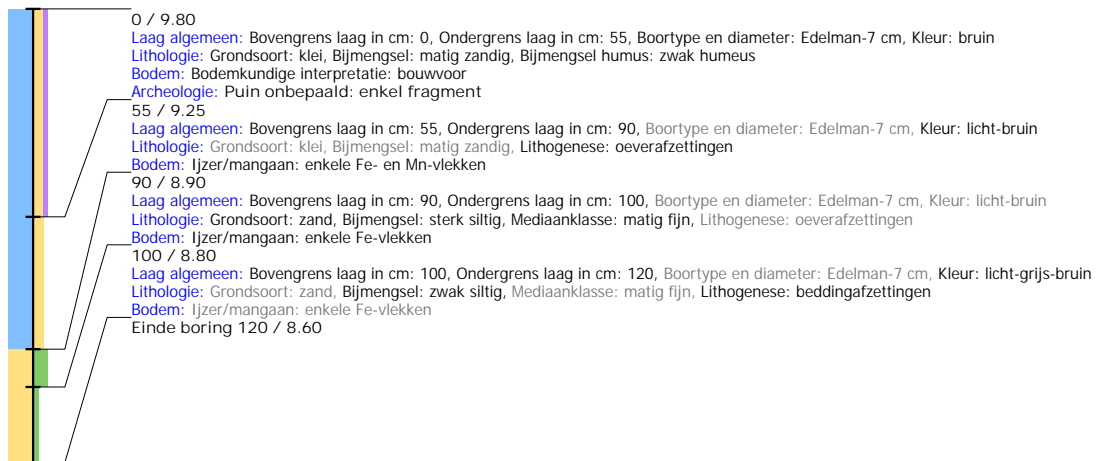 0 / 9.80
Laag algemeen: Bovengrens laag in cm: 0, Ondergrens laag in cm: 55, Boortype en diameter: Edelman-7 cm, Kleur: bruin
Lithologie: Grondsoort: klei, Bijmengsel: matig zandig, Bijmengsel humus: zwak humeus
Bodem: Bodemkundige interpretatie: bouwvoor
Archeologie: Puin onbepaald: enkel fragment
55 / 9.25
Laag algemeen: Bovengrens laag in cm: 55, Ondergrens laag in cm: 90, Boortype en diameter: Edelman-7 cm, Kleur: licht-bruin
Lithologie: Grondsoort: klei, Bijmengsel: matig zandig, Lithogenese: oeverafzettingen
Bodem: Ijzer/mangaan: enkele Fe- en Mn-vlekken
90 / 8.90
Laag algemeen: Bovengrens laag in cm: 90, Ondergrens laag in cm: 100, Boortype en diameter: Edelman-7 cm, Kleur: licht-bruin
Lithologie: Grondsoort: zand, Bijmengsel: sterk siltig, Mediaanklasse: matig fijn, Lithogenese: oeverafzettingen
Bodem: Ijzer/mangaan: enkele Fe-vlekken
100 / 8.80
Laag algemeen: Bovengrens laag in cm: 100, Ondergrens laag in cm: 120, Boortype en diameter: Edelman-7 cm, Kleur: licht-grijs-bruin
Lithologie: Grondsoort: zand, Bijmengsel: zwak siltig, Mediaanklasse: matig fijn, Lithogenese: beddingafzettingen
Bodem: Ijzer/mangaan: enkele Fe-vlekken
Einde boring 120 / 8.60